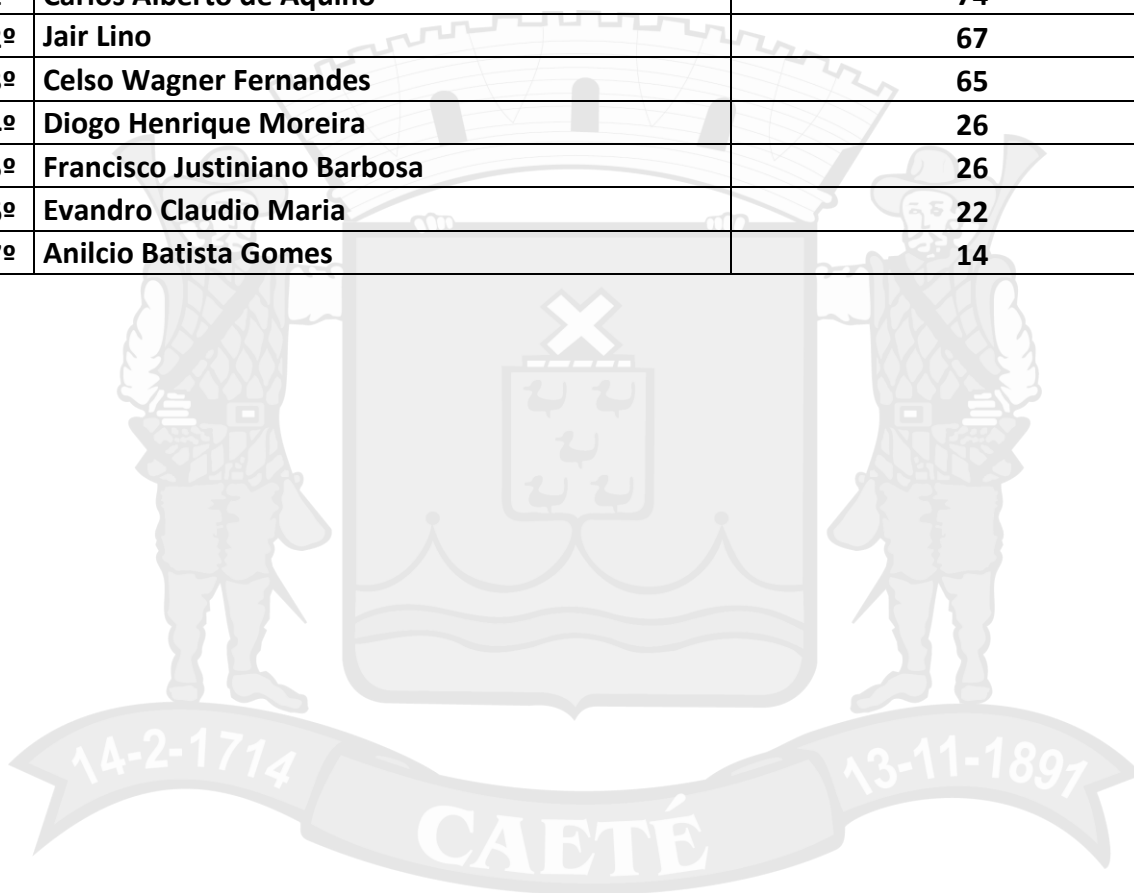 Carlos Alberto de Aquino 74
º Jair Lino 67
º Celso Wagner Fernandes 65
º Diogo Henrique Moreira 26
º Francisco Justiniano Barbosa 26
º Evandro Claudio Maria 22
º Anilcio Batista Gomes 14
14-2-1714 13-11-1891
CAETÉ